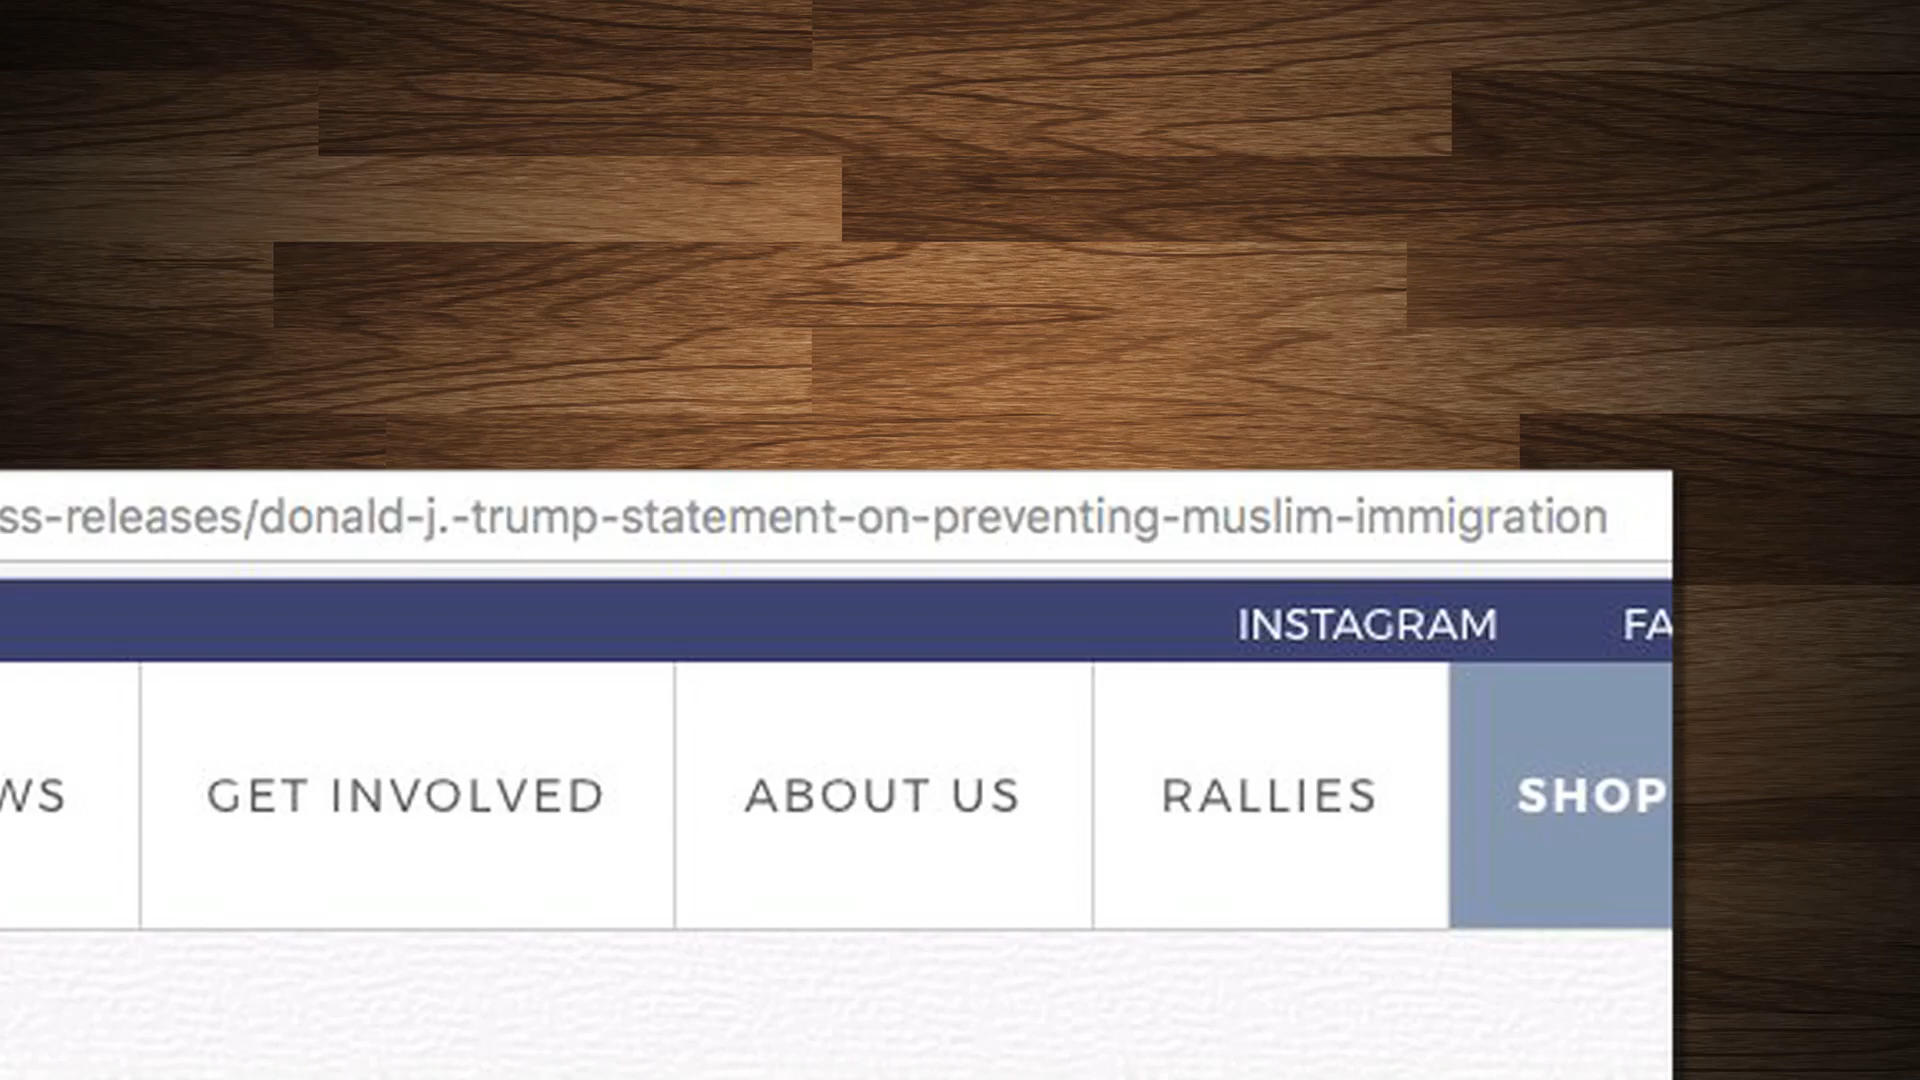 ss-releases/donald-j.-trump-statement-on-preventing-muslim-immigration
INSTAGRAM FA
WS GET INVOLVED ABOUT US RALLIES SHOP